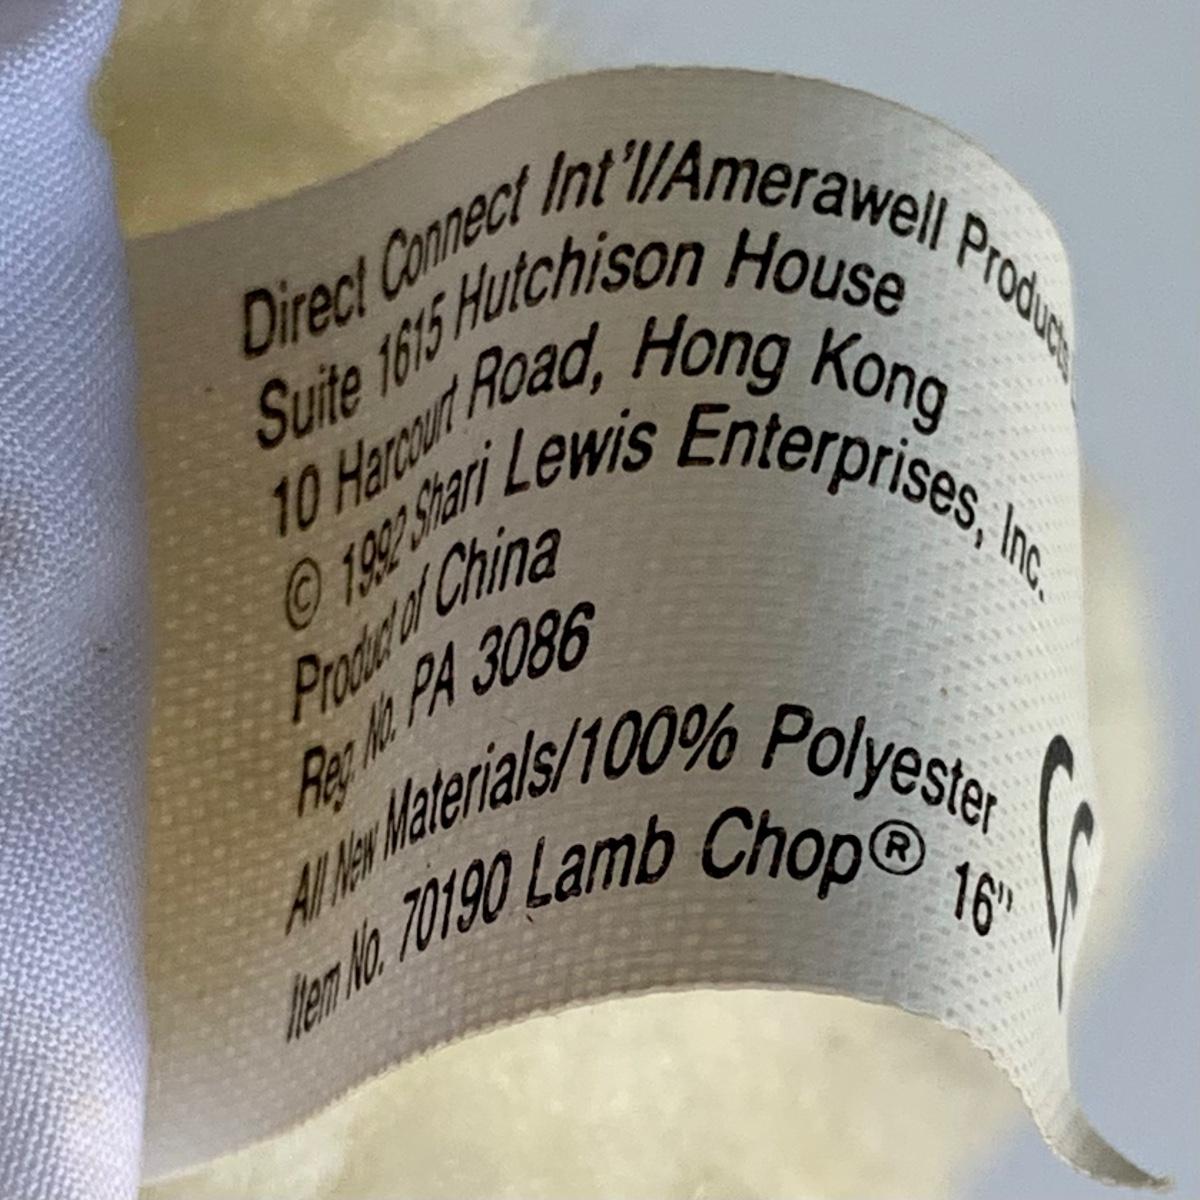 Direct Connect Int'l/Amerawell Products
Suite 1615 Hutchison House
10 Harcourt Road, Hong Kong
© 1992 Shari Lewis Enterprises, Inc.
Product of China
Reg. No. PA 3086
All New Materials/100% Polyester
Item No. 70190 Lamb Chop® 16"
CE